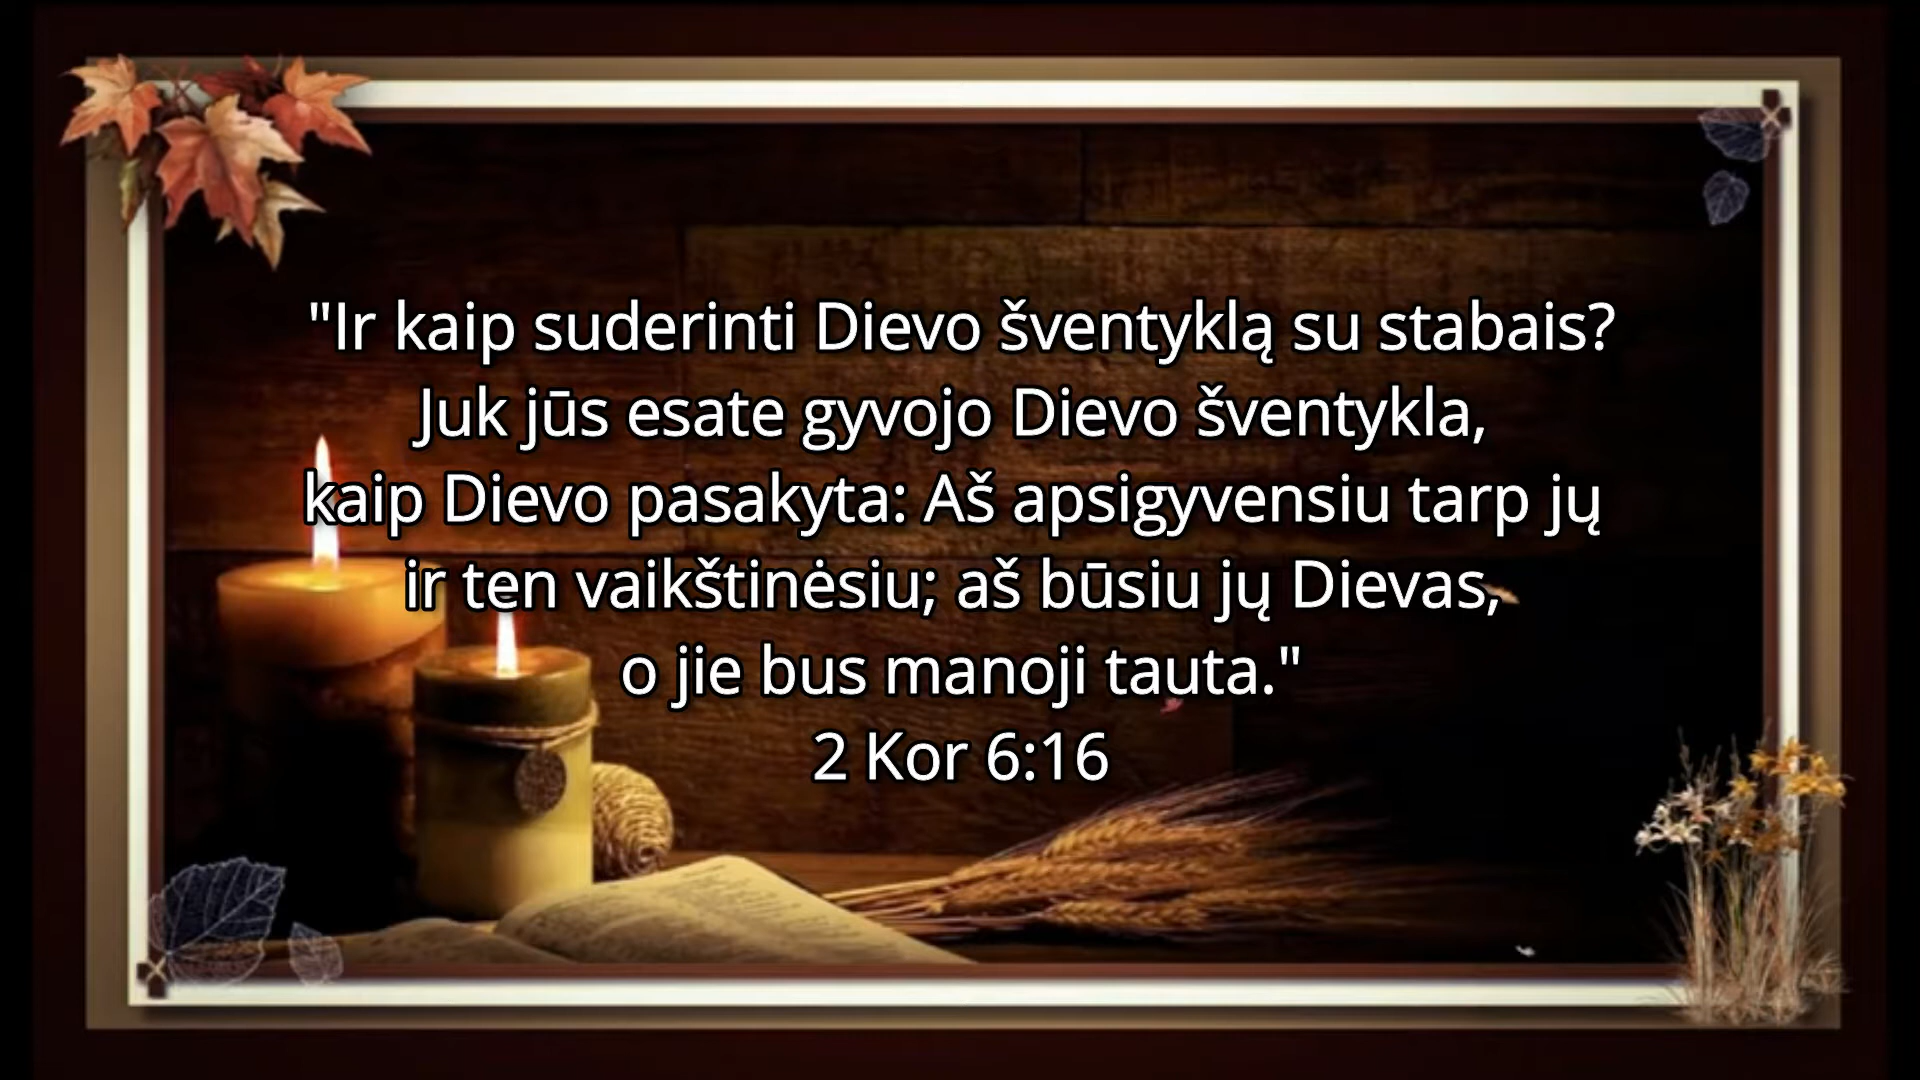 "Ir kaip suderinti Dievo šventyklą su stabais?
Juk jūs esate gyvojo Dievo šventykla,
kaip Dievo pasakyta: Aš apsigyvensiu tarp jų
ir ten vaikštinėsiu; aš būsiu jų Dievas,
o jie bus manoji tauta."
2 Kor 6:16